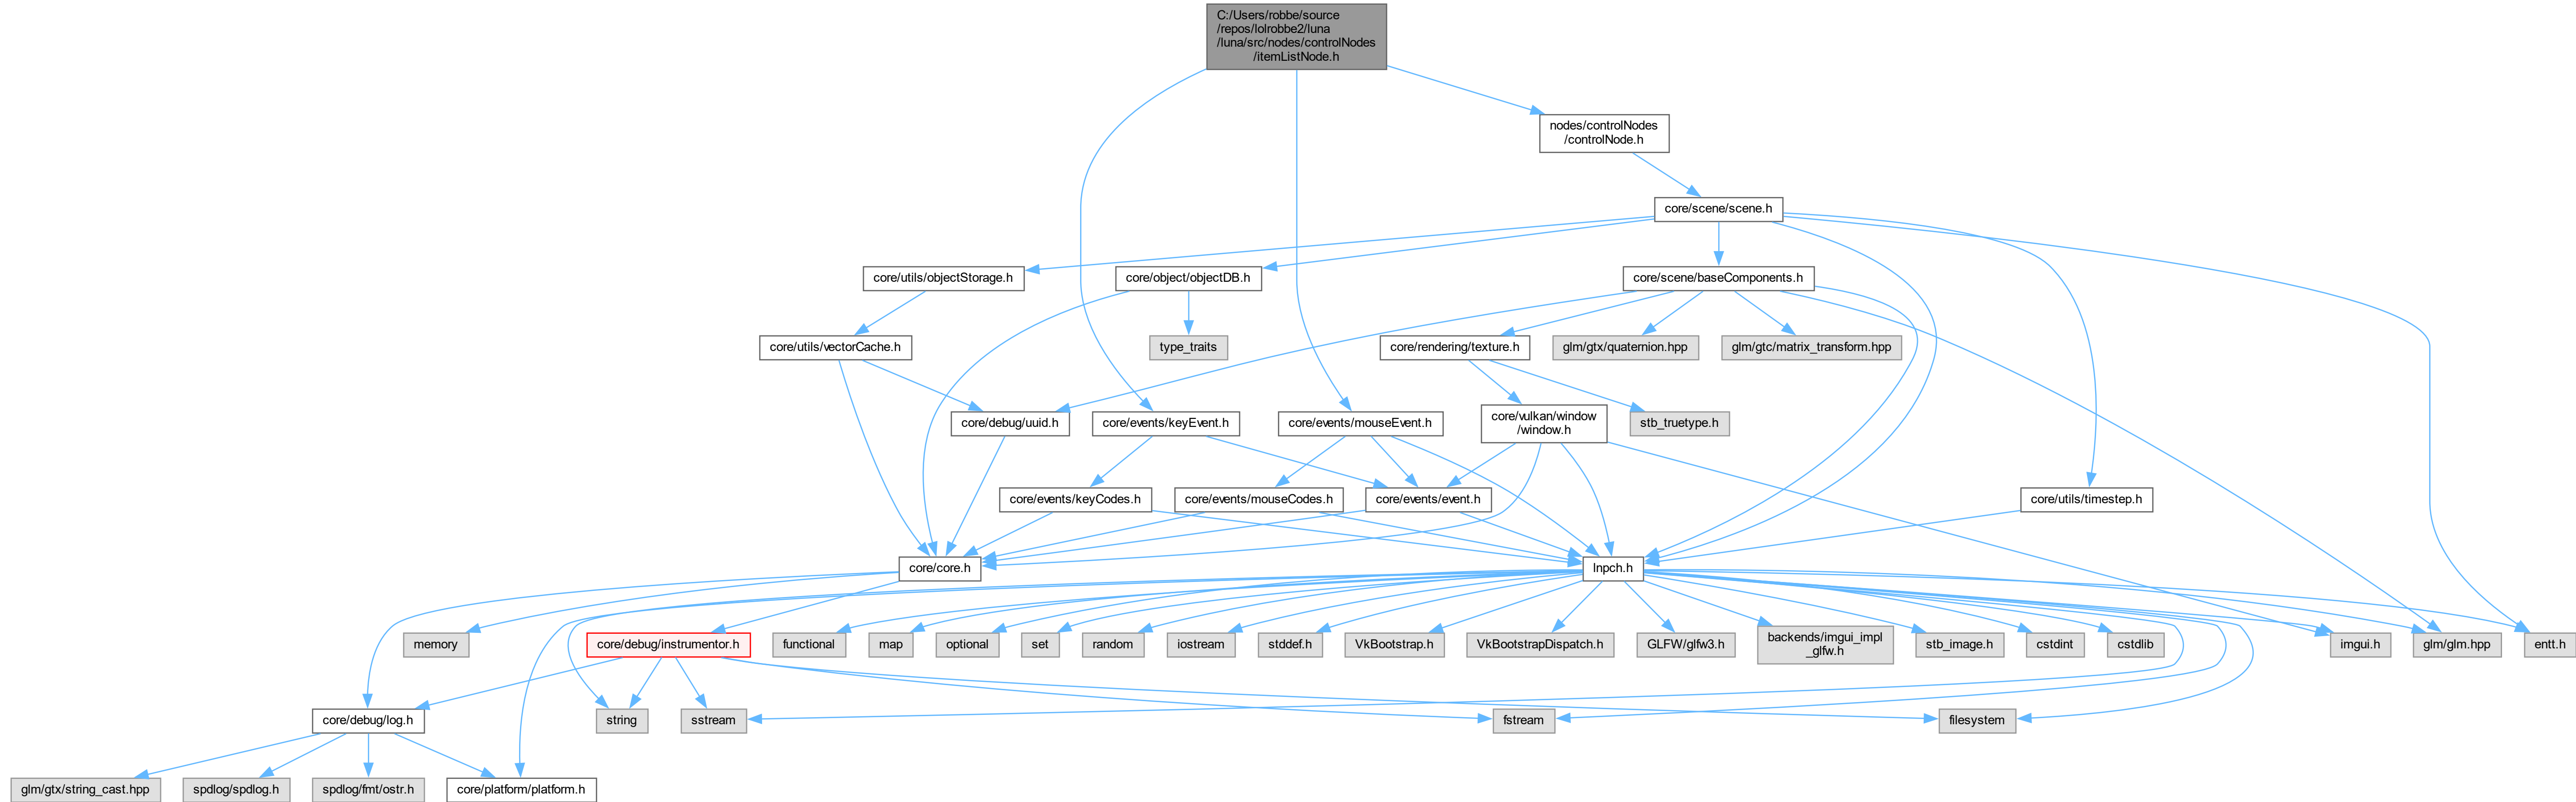 C:/Users/robbe/source
/repos/lolrobbe2/luna
/luna/src/nodes/controlNodes
/itemListNode.h
nodes/controlNodes
/controlNode.h
core/scene/scene.h
core/utils/objectStorage.h
core/object/objectDB.h
core/scene/baseComponents.h
core/utils/vectorCache.h
type_traits
core/rendering/texture.h
glm/gtx/quaternion.hpp
glm/gtc/matrix_transform.hpp
core/debug/uuid.h
core/events/keyEvent.h
core/events/mouseEvent.h
core/vulkan/window
/window.h
stb_truetype.h
core/events/keyCodes.h
core/events/mouseCodes.h
core/events/event.h
core/utils/timestep.h
core/core.h
lnpch.h
memory
core/debug/instrumentor.h
functional
map
optional
set
random
iostream
stddef.h
VkBootstrap.h
VkBootstrapDispatch.h
GLFW/glfw3.h
backends/imgui_impl
_glfw.h
stb_image.h
cstdint
cstdlib
imgui.h
glm/glm.hpp
entt.h
core/debug/log.h
string
sstream
fstream
filesystem
glm/gtx/string_cast.hpp
spdlog/spdlog.h
spdlog/fmt/ostr.h
core/platform/platform.h